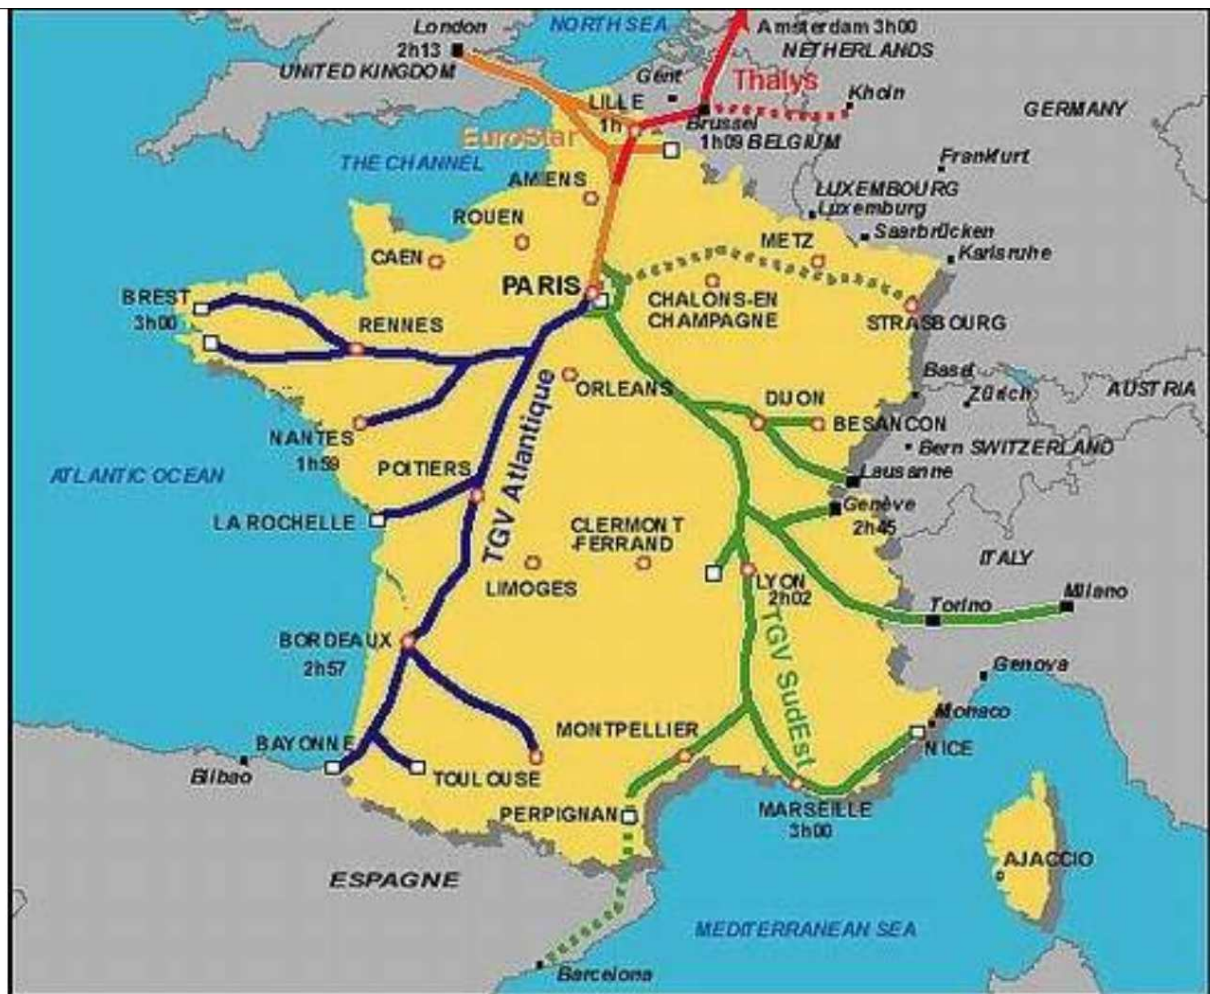 London
2h13
NORTH SEA
Amsterdam 3h00
NETHERLANDS
UNITED KINGDOM
Gent
Thalys
Kholn
LILLE
1h
GERMANY
EuroStar
Brussel
1h09 BELGIUM
THE CHANNEL
Frankfurt
AMIENS
LUXEMBOURG
Luxemburg
ROUEN
Saarbrücken
METZ
Karlsruhe
CAEN
PARIS
BREST
3h00
CHALONS-EN
CHAMPAGNE
RENNES
STRASBOURG
Basel
ORLEANS
DIJON
Zürich
AUSTRIA
BESANCON
NANTES
1h59
Bern SWITZERLAND
POITIERS
TGV Atlantique
ATLANTIC OCEAN
Lausanne
Genève
2h45
LA ROCHELLE
CLERMONT
-FERRAND
ITALY
LIMOGES
LYON
2h02
Milano
Torino
BORDEAUX
2h57
TGV SudEst
Genova
MONTPELLIER
Monaco
BAYONNE
NICE
Bilbao
TOULOUSE
PERPIGNAN
MARSEILLE
3h00
ESPAGNE
AJACCIO
MEDITERRANEAN SEA
Barcelona